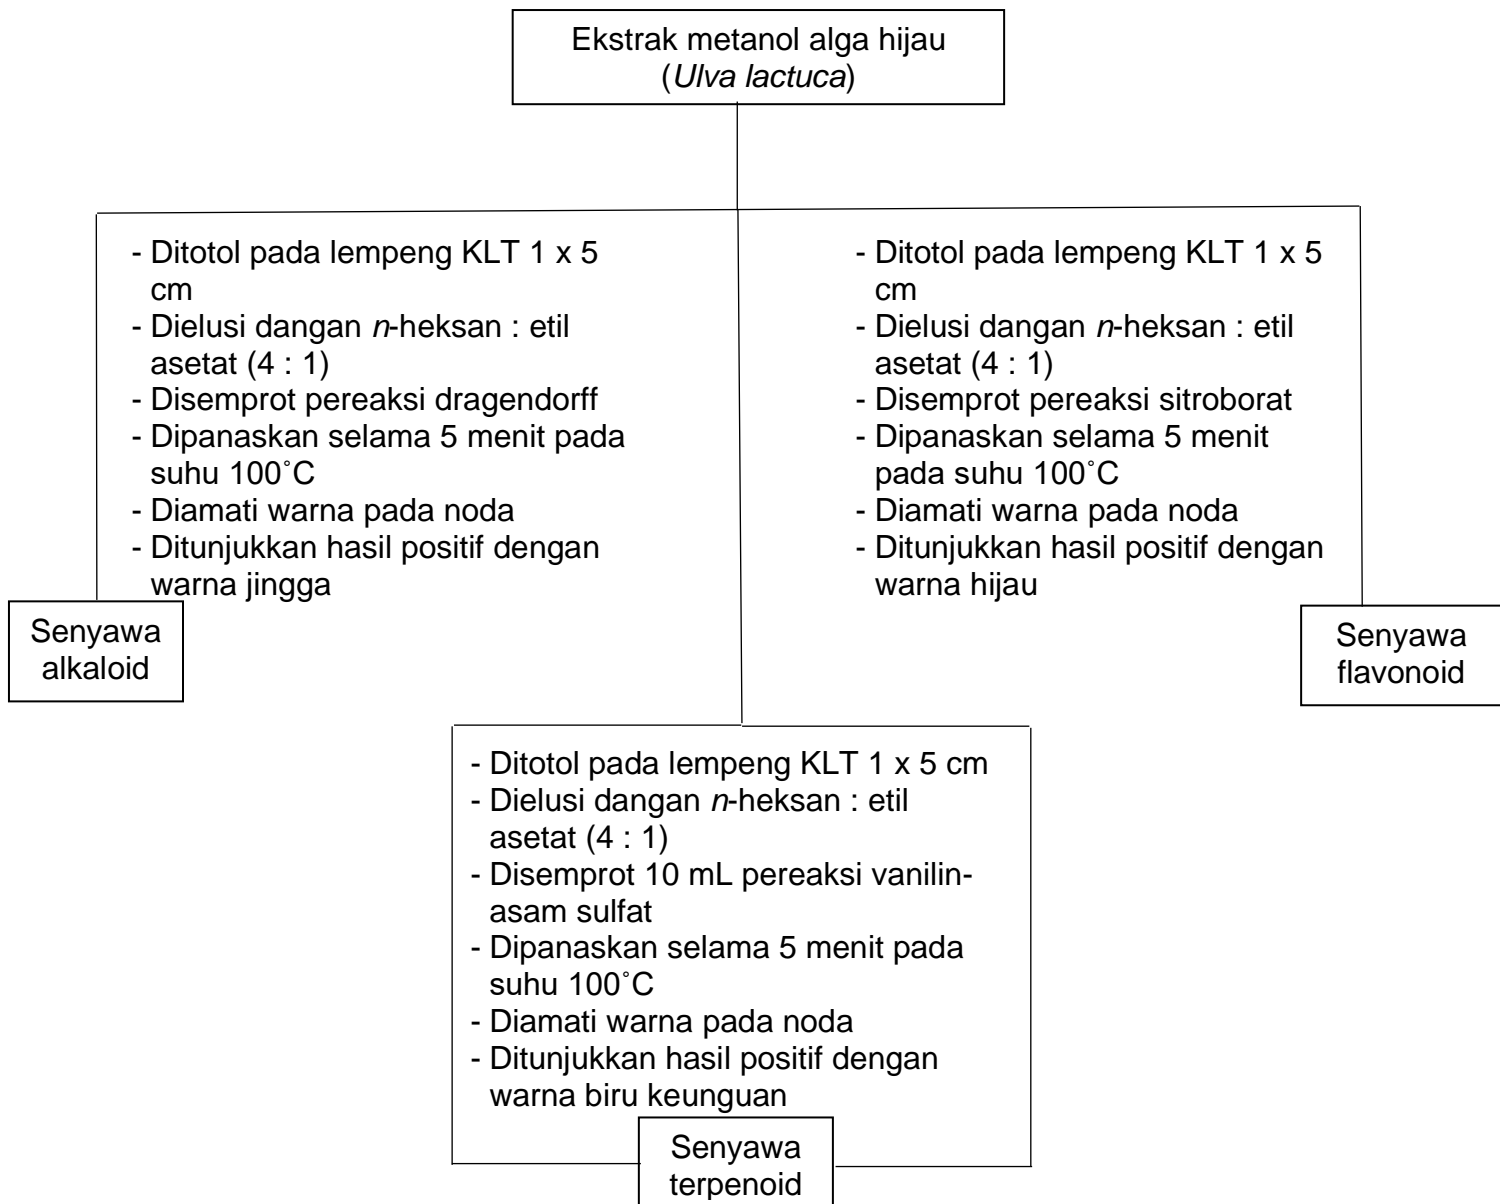 Ekstrak metanol alga hijau
(Ulva lactuca)
- Ditotol pada lempeng KLT 1 x 5
cm
- Dielusi dangan n-heksan : etil
asetat (4 : 1)
- Disemprot pereaksi dragendorff
- Dipanaskan selama 5 menit pada
suhu 100˚C
- Diamati warna pada noda
- Ditunjukkan hasil positif dengan
warna jingga
Senyawa
alkaloid
- Ditotol pada lempeng KLT 1 x 5
cm
- Dielusi dangan n-heksan : etil
asetat (4 : 1)
- Disemprot pereaksi sitroborat
- Dipanaskan selama 5 menit
pada suhu 100˚C
- Diamati warna pada noda
- Ditunjukkan hasil positif dengan
warna hijau
Senyawa
flavonoid
- Ditotol pada lempeng KLT 1 x 5 cm
- Dielusi dangan n-heksan : etil
asetat (4 : 1)
- Disemprot 10 mL pereaksi vanilin-
asam sulfat
- Dipanaskan selama 5 menit pada
suhu 100˚C
- Diamati warna pada noda
- Ditunjukkan hasil positif dengan
warna biru keunguan
Senyawa
terpenoid